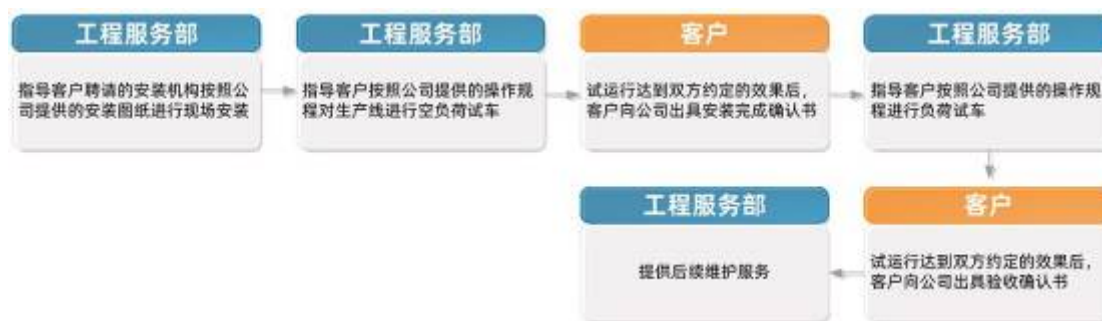 工程服务部
指导客户聘请的安装机构按照公
司提供的安装图纸进行现场安装
工程服务部
指导客户按照公司提供的操作规
程对生产线进行空负荷试车
客户
试运行达到双方约定的效果后，
客户向公司出具安装完成确认书
工程服务部
指导客户按照公司提供的操作规
程进行负荷试车
客户
试运行达到双方约定的效果后，
客户向公司出具验收确认书
工程服务部
提供后续维护服务